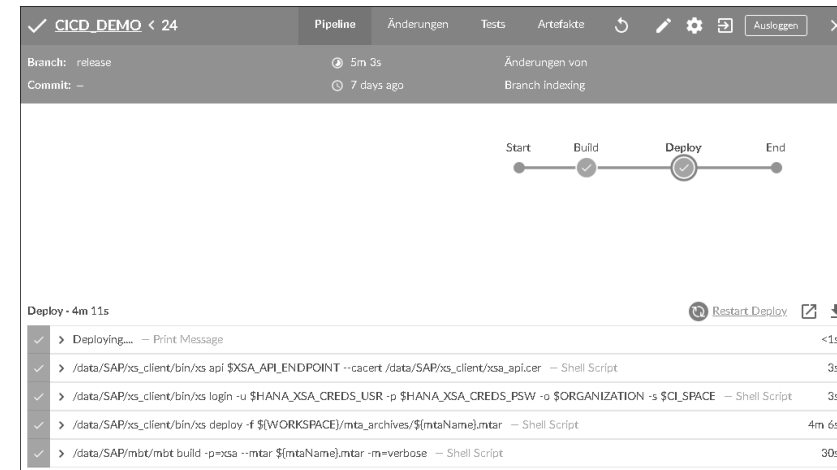 CICD_DEMO < 24 Pipeline Änderungen Tests Artefakte Ausloggen
Branch: release 5m 3s Änderungen von
Commit: – 7 days ago Branch indexing
Start Build Deploy End
Deploy - 4m 11s Restart Deploy
> Deploying.... — Print Message <1s
> /data/SAP/xs_client/bin/xs api $XSA_API_ENDPOINT --cacert /data/SAP/xs_client/xsa_api.cer — Shell Script 3s
> /data/SAP/xs_client/bin/xs login -u $HANA_XSA_CREDS_USR -p $HANA_XSA_CREDS_PSW -o $ORGANIZATION -s $CI_SPACE — Shell Script 3s
> /data/SAP/xs_client/bin/xs deploy -f ${WORKSPACE}/mta_archives/${mtaName}.mtar — Shell Script 4m 6s
> /data/SAP/mbt/mbt build -p=xsa --mtar ${mtaName}.mtar -m=verbose — Shell Script 30s